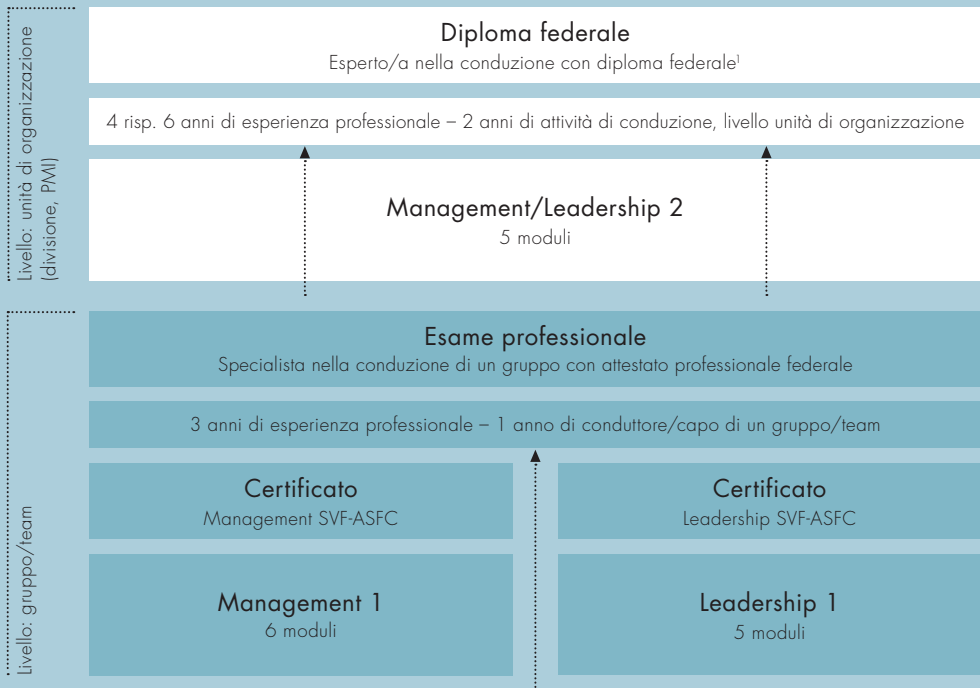 Livello: unità di organizzazione
(divisione, PMI)
Diploma federale
Esperto/a nella conduzione con diploma federale¹
4 risp. 6 anni di esperienza professionale – 2 anni di attività di conduzione, livello unità di organizzazione
Management/Leadership 2
5 moduli
Livello: gruppo/team
Esame professionale
Specialista nella conduzione di un gruppo con attestato professionale federale
3 anni di esperienza professionale – 1 anno di conduttore/capo di un gruppo/team
Certificato
Management SVF-ASFC
Certificato
Leadership SVF-ASFC
Management 1
6 moduli
Leadership 1
5 moduli